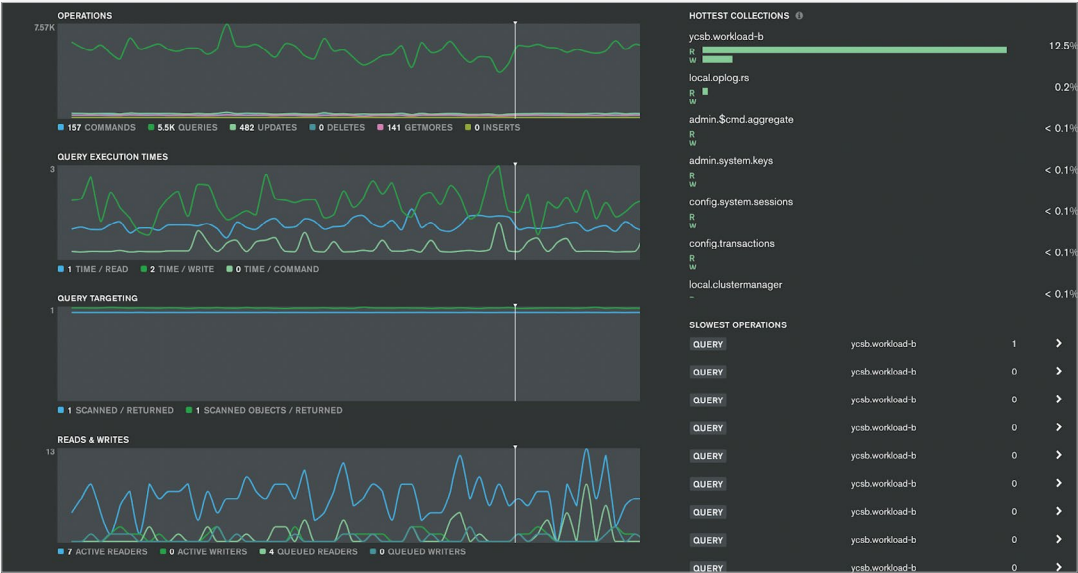 OPERATIONS
7.57K
157 COMMANDS 5.5K QUERIES 482 UPDATES 0 DELETES 141 GETMORES 0 INSERTS
QUERY EXECUTION TIMES
3
1 TIME / READ 2 TIME / WRITE 0 TIME / COMMAND
QUERY TARGETING
1
1 SCANNED / RETURNED 1 SCANNED OBJECTS / RETURNED
READS & WRITES
13
7 ACTIVE READERS 0 ACTIVE WRITERS 4 QUEUED READERS 0 QUEUED WRITERS
HOTTEST COLLECTIONS
ycsb.workload-b
R
W
12.5%
local.oplog.rs
R
W
0.2%
admin.$cmd.aggregate
R
W
< 0.1%
admin.system.keys
R
W
< 0.1%
config.system.sessions
R
W
< 0.1%
config.transactions
R
W
< 0.1%
local.clustermanager
–
< 0.1%
SLOWEST OPERATIONS
QUERY ycsb.workload-b 1
QUERY ycsb.workload-b 0
QUERY ycsb.workload-b 0
QUERY ycsb.workload-b 0
QUERY ycsb.workload-b 0
QUERY ycsb.workload-b 0
QUERY ycsb.workload-b 0
QUERY ycsb.workload-b 0
QUERY ycsb.workload-b 0